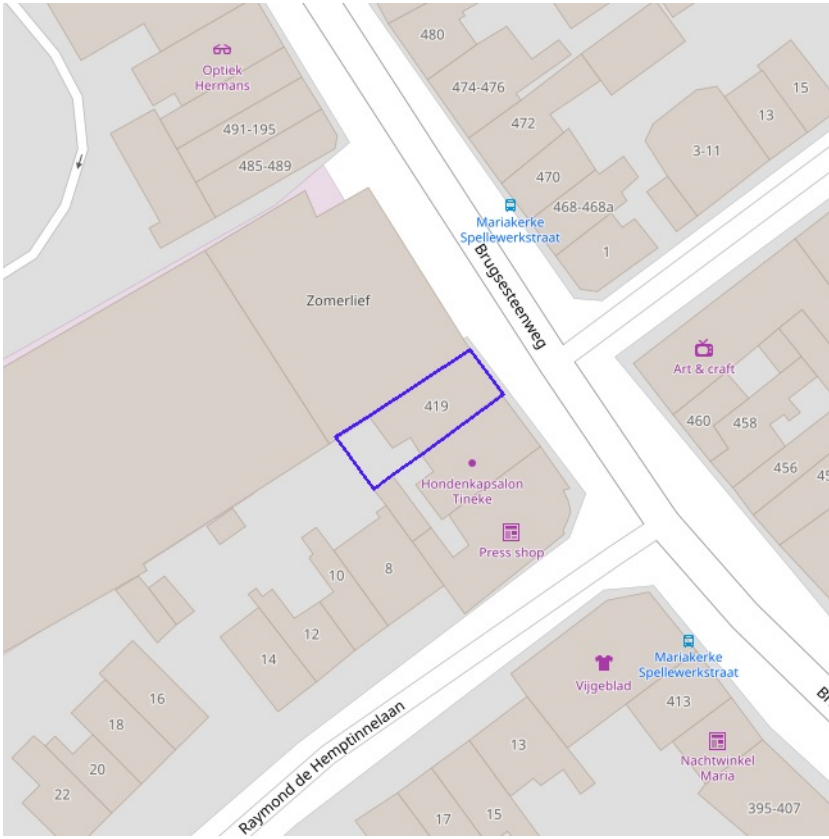 480
Optiek
Hermans
474-476
15
13
491-195
472
3-11
485-489
470
468-468a
Mariakerke
Spellewerkstraat
1
Brugsesteenweg
Zomerlief
Art & craft
419
460
458
456
Hondenkapsalon
Tineke
Press shop
10
8
12
14
Mariakerke
Spellewerkstraat
Vijgeblad
16
413
18
Raymond de Hemptinnelaan
13
Nachtwinkel
Maria
20
22
15
17
395-407